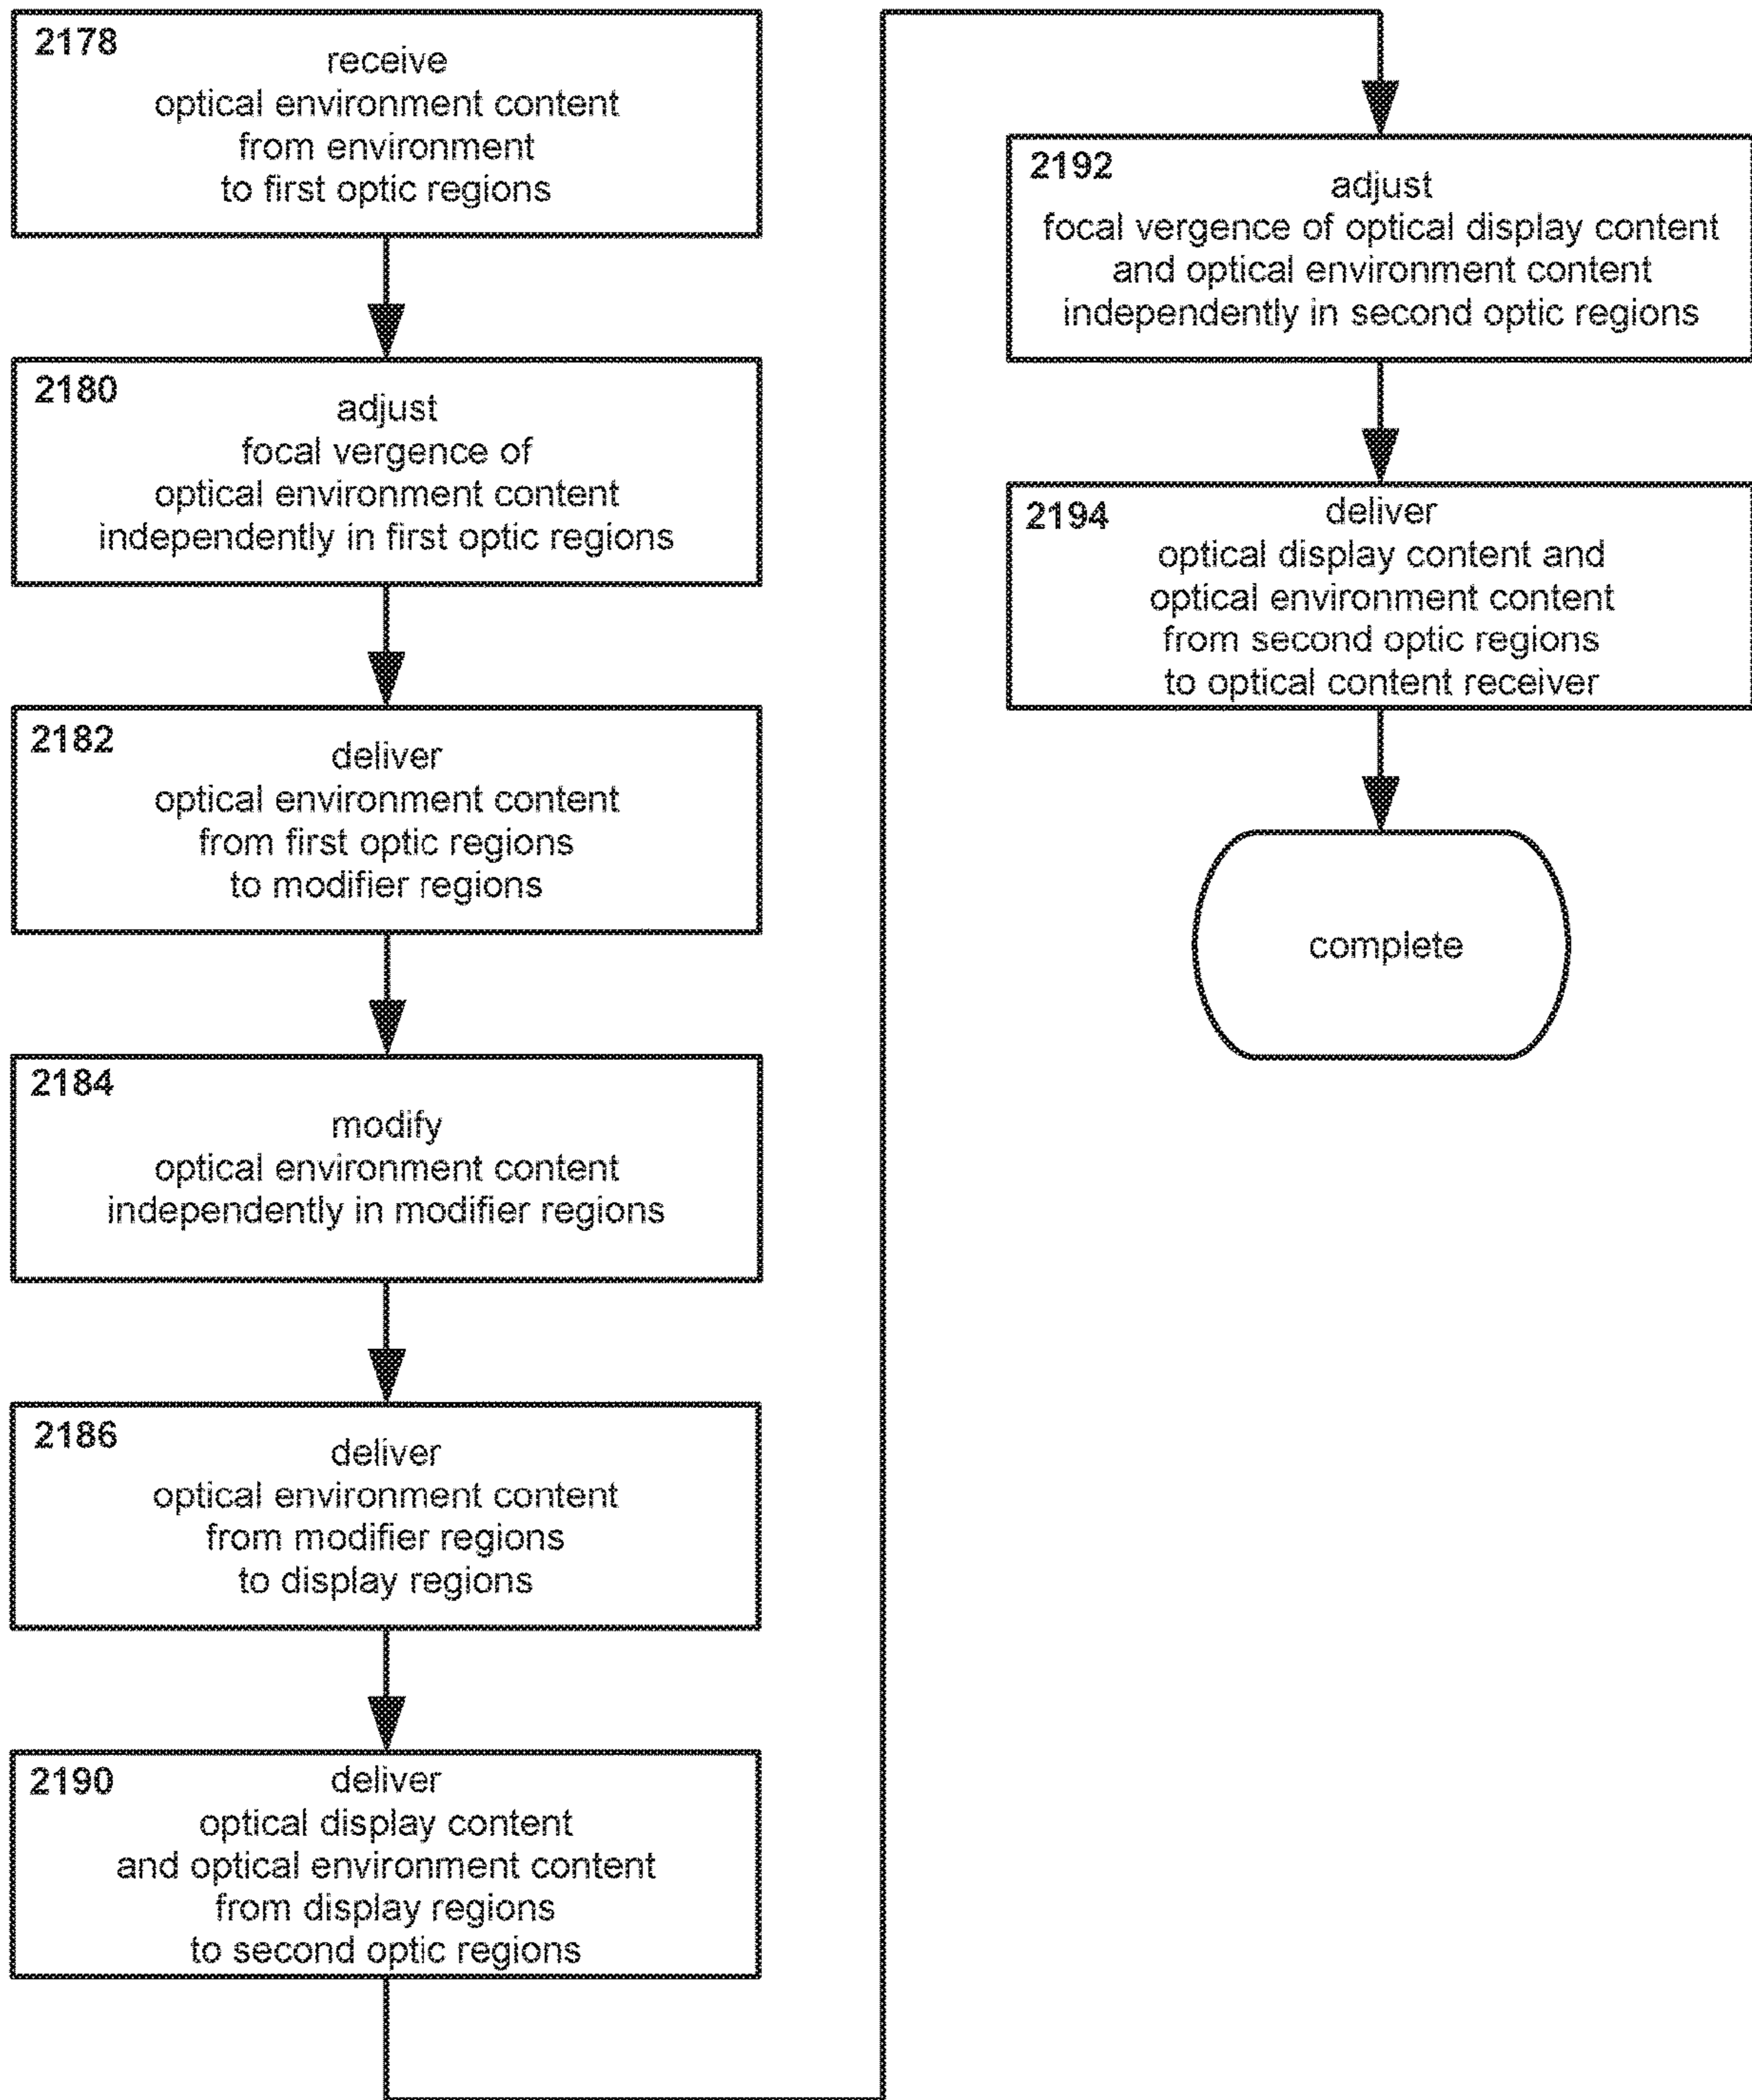 2178
receive
optical environment content
from environment
to first optic regions
2180
adjust
focal vergence of
optical environment content
independently in first optic regions
2182
deliver
optical environment content
from first optic regions
to modifier regions
2184
modify
optical environment content
independently in modifier regions
2186
deliver
optical environment content
from modifier regions
to display regions
2190
deliver
optical display content
and optical environment content
from display regions
to second optic regions
2192
adjust
focal vergence of optical display content
and optical environment content
independently in second optic regions
2194
deliver
optical display content and
optical environment content
from second optic regions
to optical content receiver
complete